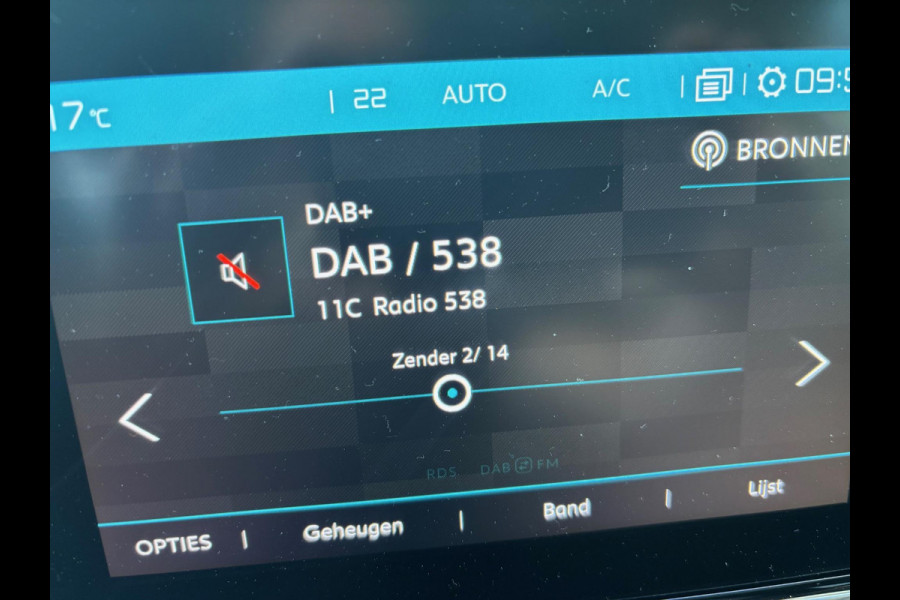 17°C | 22 AUTO A/C | | 09:5
BRONNEN
DAB+
DAB / 538
11C Radio 538
Zender 2/ 14
RDS DAB FM
OPTIES | Geheugen | Band | Lijst